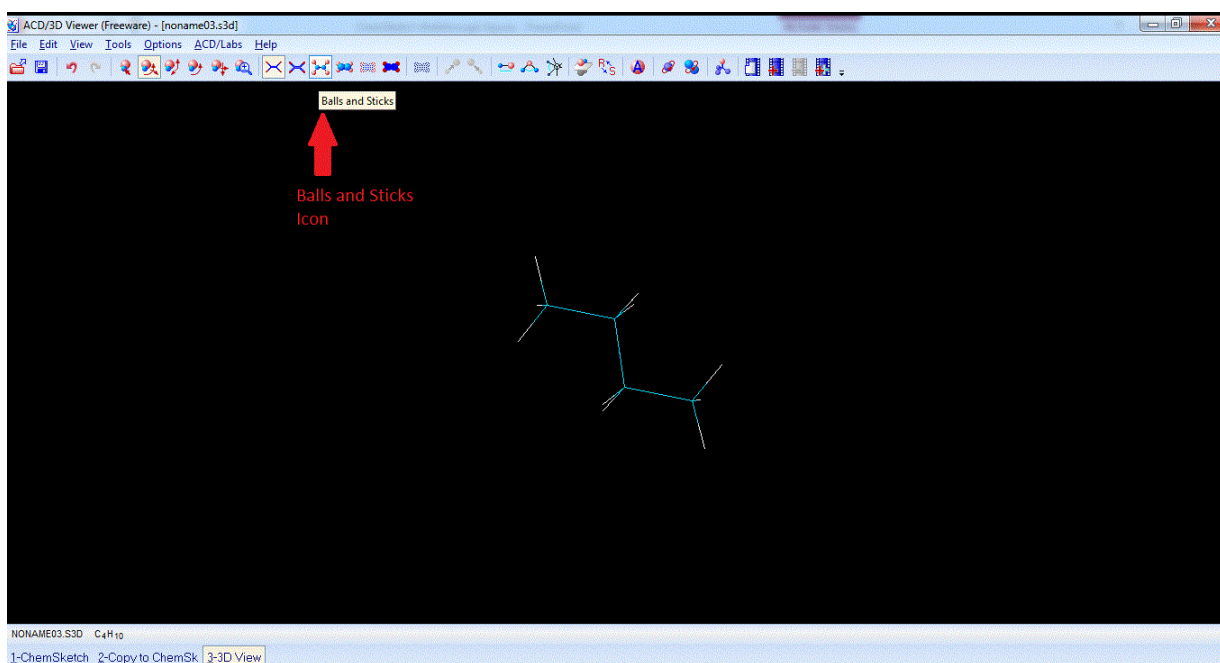 ACD/3D Viewer (Freeware) - [noname03.s3d]
File Edit View Tools Options ACD/Labs Help
Balls and Sticks
Balls and Sticks
Icon
NONAME03.S3D C4H10
1-ChemSketch 2-Copy to ChemSk 3-3D View